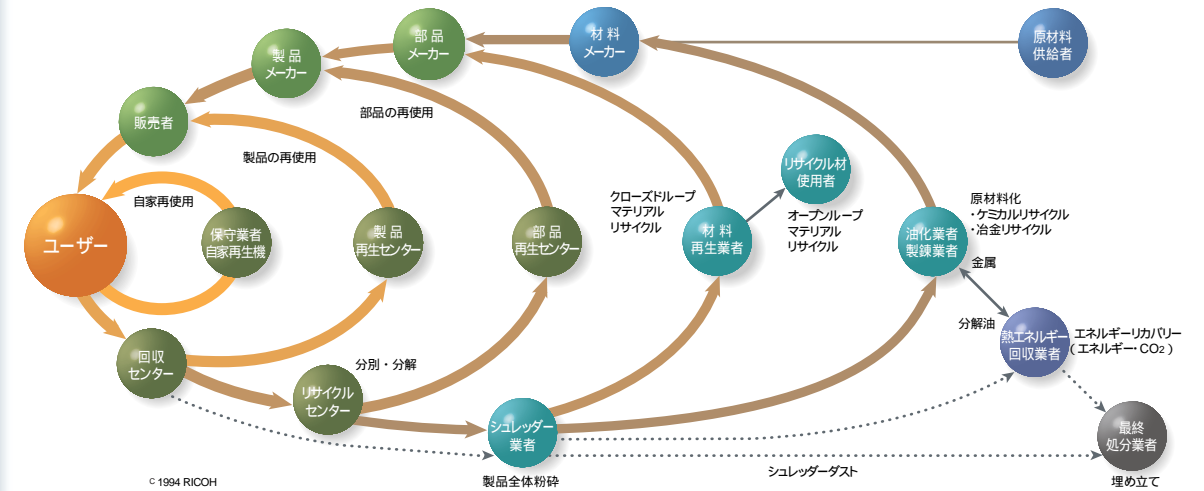 部 品
メーカー
材 料
メーカー
原材料
供給者
製 品
メーカー
販売者
部品の再使用
製品の再使用
自家再使用
リサイクル材
使用者
クローズドループ
マテリアル
リサイクル
オープンループ
マテリアル
リサイクル
原材料化
・ケミカルリサイクル
・冶金リサイクル
ユーザー
保守業者
自家再生機
製 品
再生センター
部 品
再生センター
材 料
再生業者
油化業者
製錬業者
金属
分解油
熱エネルギー
回収業者
エネルギーリカバリー
（エネルギー・CO2）
回収
センター
分別・分解
リサイクル
センター
シュレッダー
業者
製品全体粉砕
シュレッダーダスト
最終
処分業者
埋め立て
C 1994 RICOH